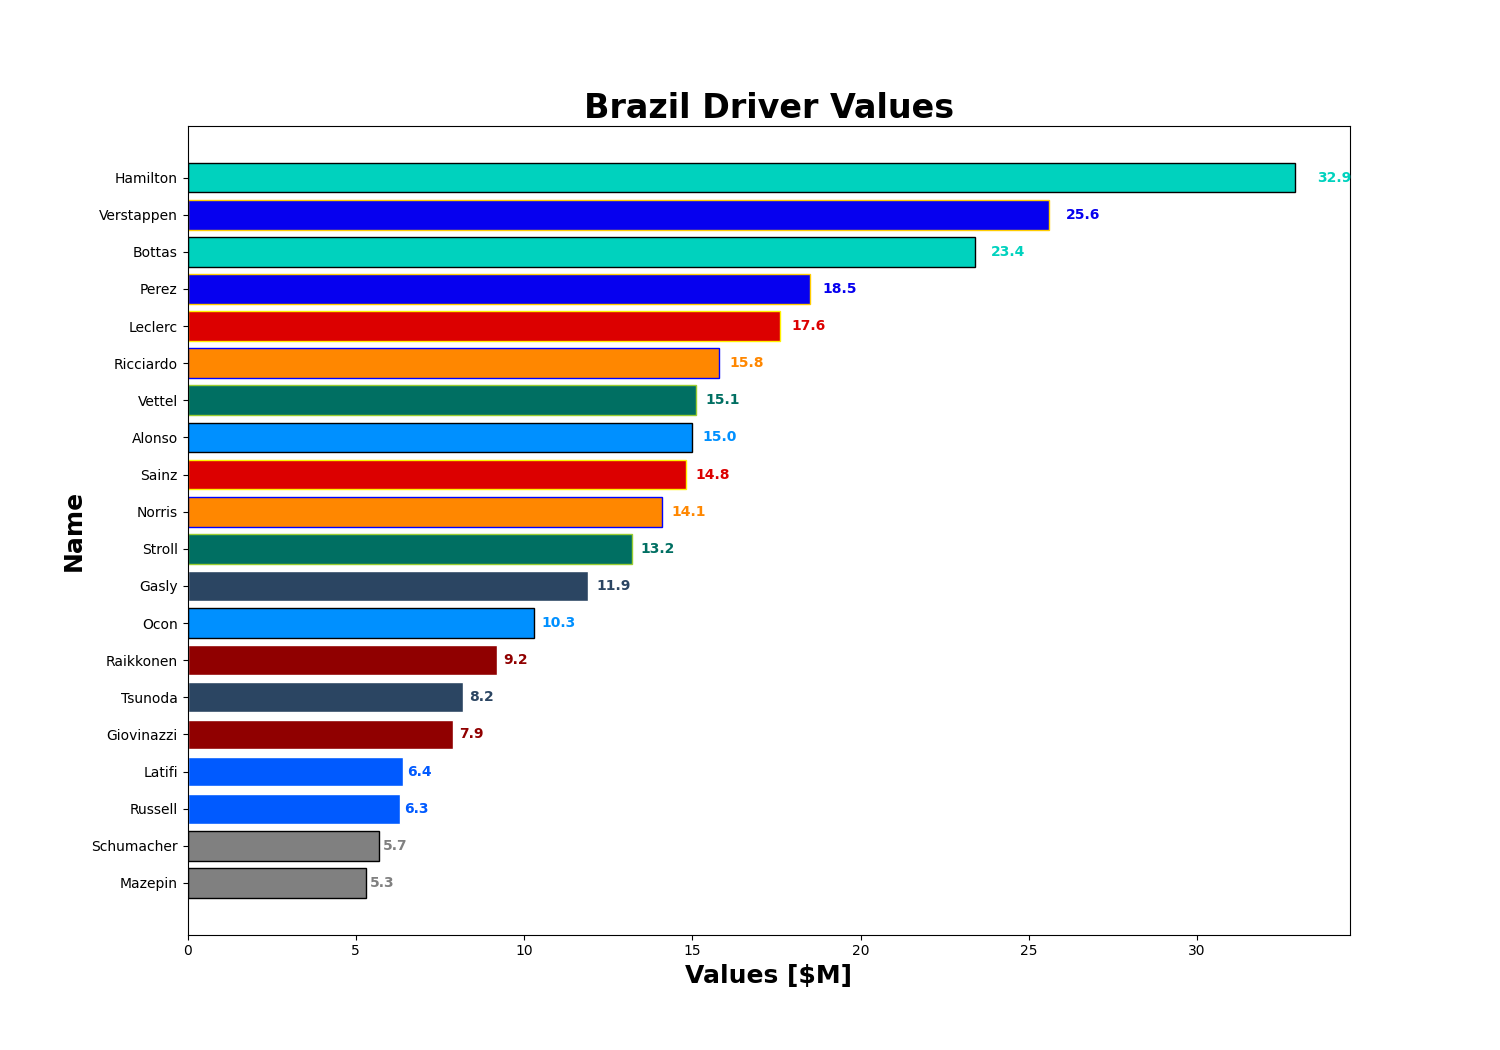 Brazil Driver Values
Hamilton 32.9
Verstappen 25.6
Bottas 23.4
Perez 18.5
Leclerc 17.6
Ricciardo 15.8
Vettel 15.1
Alonso 15.0
Sainz 14.8
Norris 14.1
Stroll 13.2
Gasly 11.9
Ocon 10.3
Raikkonen 9.2
Tsunoda 8.2
Giovinazzi 7.9
Latifi 6.4
Russell 6.3
Schumacher 5.7
Mazepin 5.3
Name
0 5 10 15 20 25 30
Values [$M]